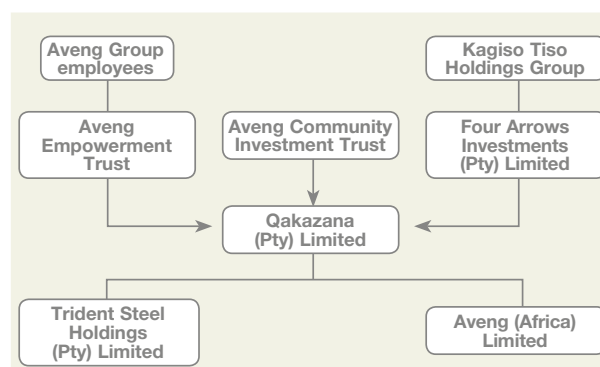 Aveng Group
employees
Kagiso Tiso
Holdings Group
Aveng
Empowerment
Trust
Aveng Community
Investment Trust
Four Arrows
Investments
(Pty) Limited
Qakazana
(Pty) Limited
Trident Steel
Holdings
(Pty) Limited
Aveng (Africa)
Limited